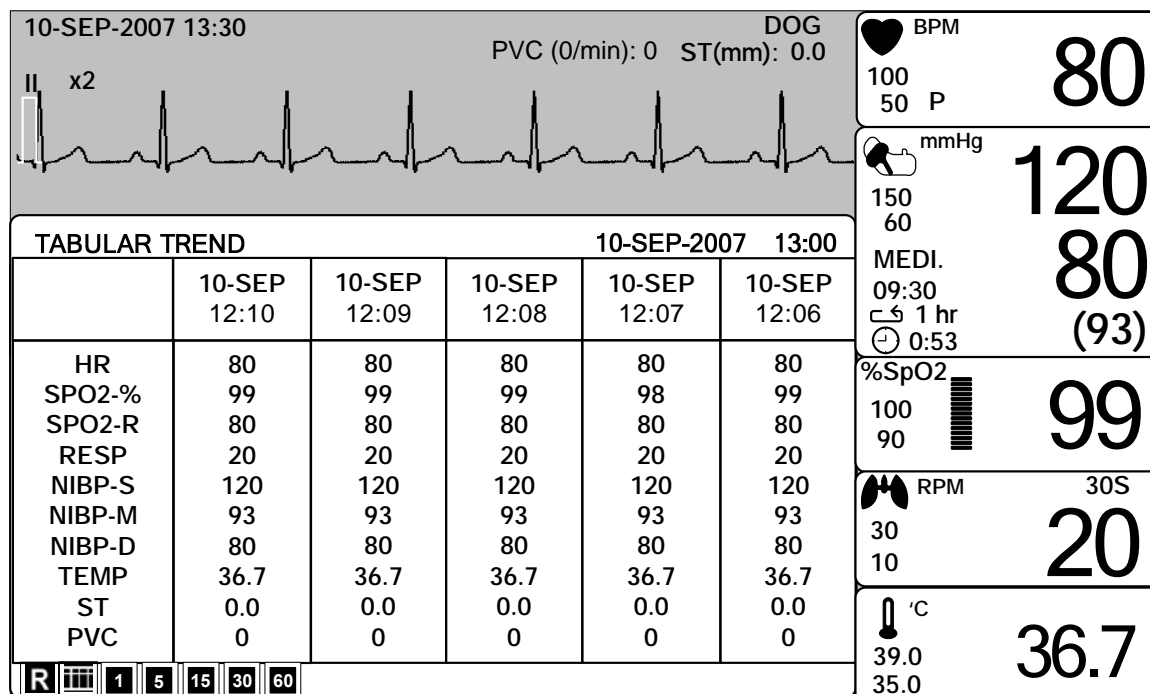 10-SEP-2007 13:30 DOG
PVC (0/min): 0 ST(mm): 0.0
II x2
TABULAR TREND 10-SEP-2007 13:00
10-SEP 10-SEP 10-SEP 10-SEP 10-SEP
12:10 12:09 12:08 12:07 12:06
HR 80 80 80 80 80
SPO2-% 99 99 99 98 99
SPO2-R 80 80 80 80 80
RESP 20 20 20 20 20
NIBP-S 120 120 120 120 120
NIBP-M 93 93 93 93 93
NIBP-D 80 80 80 80 80
TEMP 36.7 36.7 36.7 36.7 36.7
ST 0.0 0.0 0.0 0.0 0.0
PVC 0 0 0 0 0
R 1 5 15 30 60
BPM
80
100
50 P
mmHg
120
150
60
80
MEDI.
09:30
1 hr
0:53
(93)
%SpO2
99
100
90
RPM 30S
20
30
10
'C
36.7
39.0
35.0